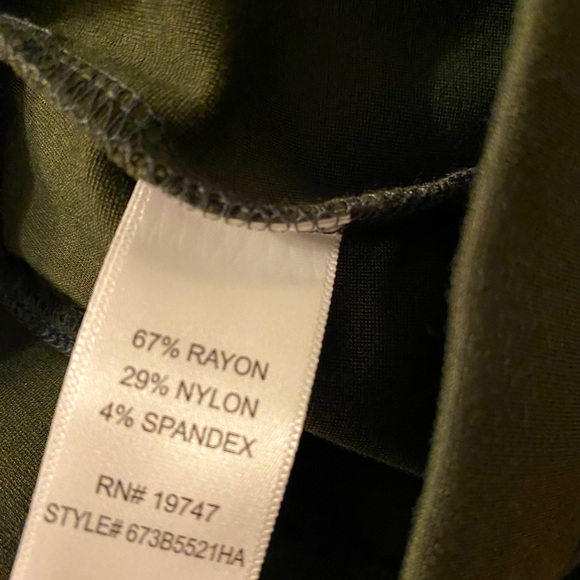 67% RAYON
29% NYLON
4% SPANDEX
RN# 19747
STYLE# 673B5521HA